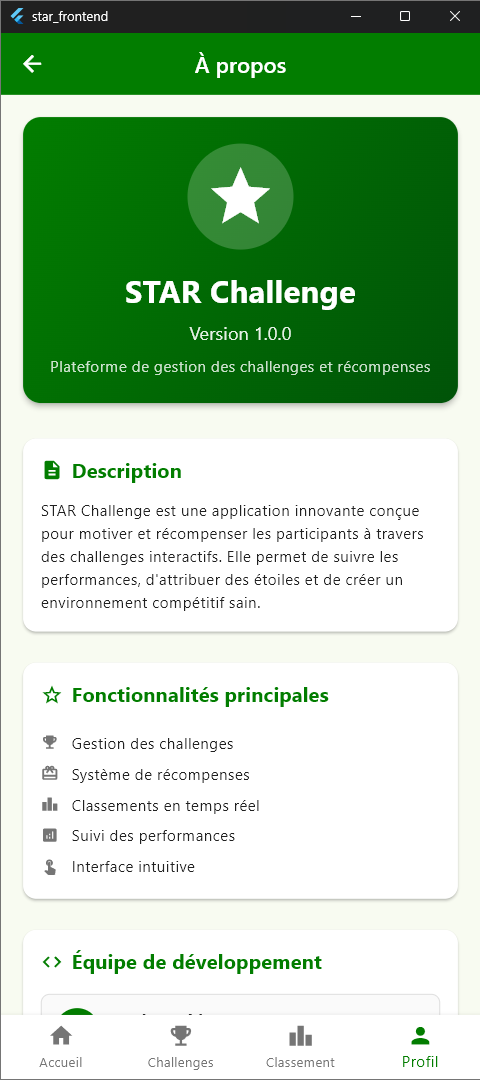 star_frontend
À propos
STAR Challenge
Version 1.0.0
Plateforme de gestion des challenges et récompenses
Description
STAR Challenge est une application innovante conçue
pour motiver et récompenser les participants à travers
des challenges interactifs. Elle permet de suivre les
performances, d'attribuer des étoiles et de créer un
environnement compétitif sain.
Fonctionnalités principales
Gestion des challenges
Système de récompenses
Classements en temps réel
Suivi des performances
Interface intuitive
Équipe de développement
Accueil
Challenges
Classement
Profil